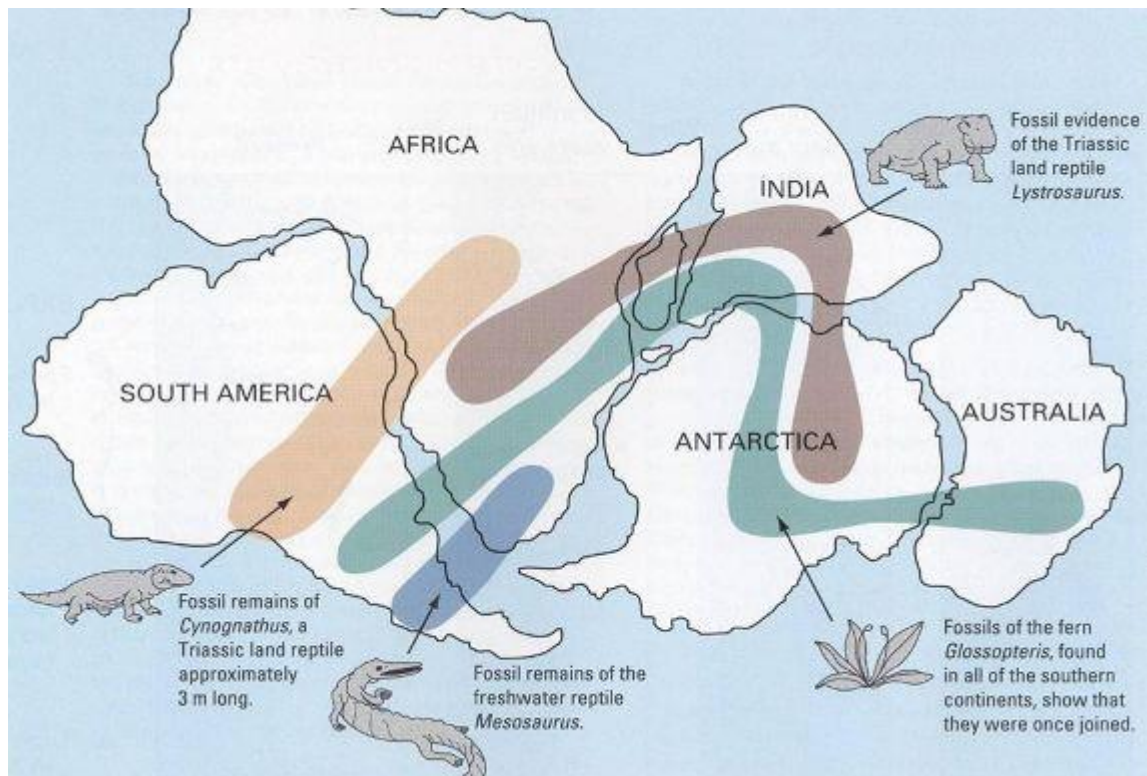 AFRICA
INDIA
Fossil evidence
of the Triassic
land reptile
Lystrosaurus.
SOUTH AMERICA
ANTARCTICA
AUSTRALIA
Fossil remains of
Cynognathus, a
Triassic land reptile
approximately
3 m long.
Fossil remains of the
freshwater reptile
Mesosaurus.
Fossils of the fern
Glossopteris, found
in all of the southern
continents, show that
they were once joined.